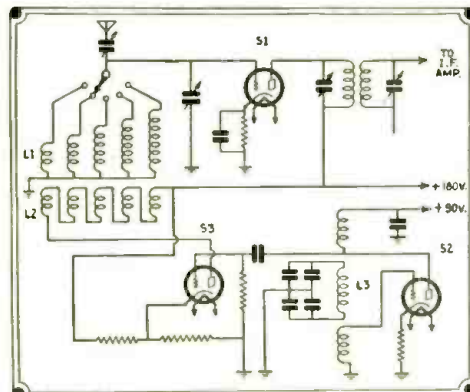 S1
TO
I.F.
AMP.
L1
+180V.
+90V.
L2
S3
S2
L3